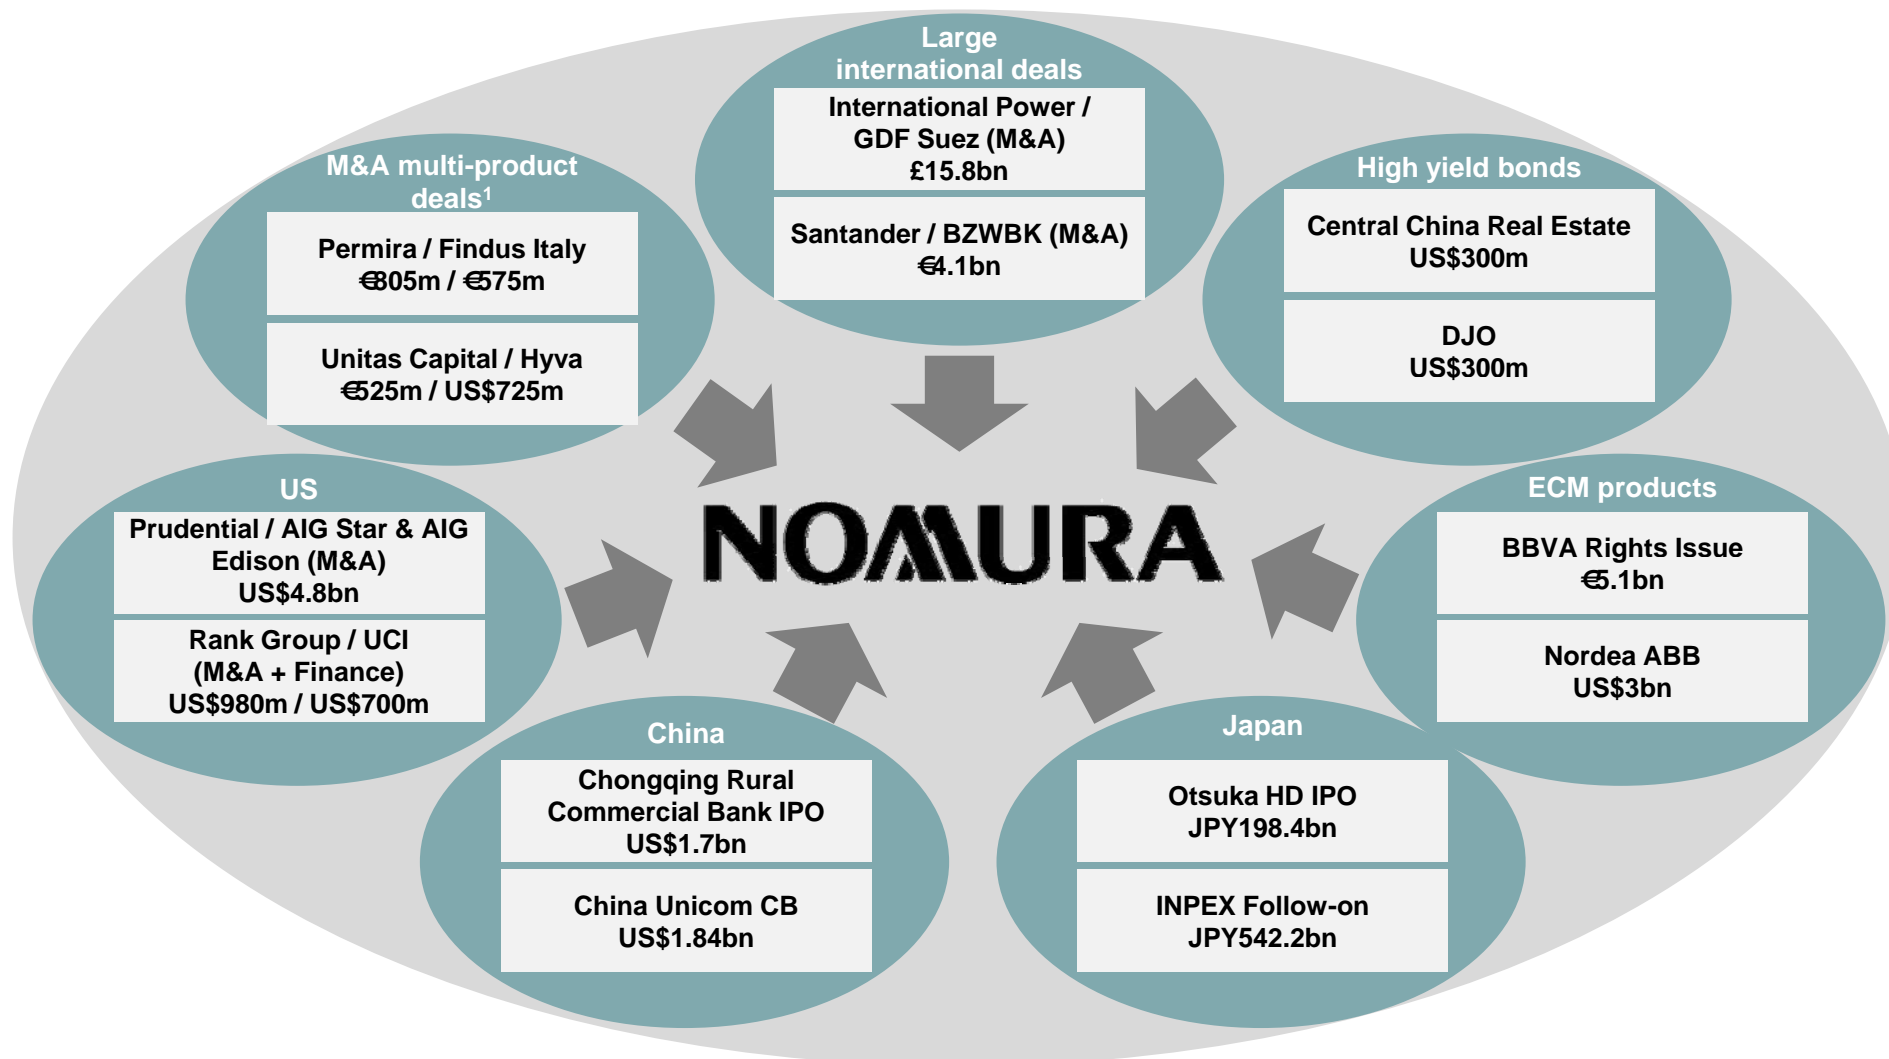 Large
international deals
International Power /
GDF Suez (M&A)
£15.8bn
Santander / BZWBK (M&A)
€4.1bn
M&A multi-product
deals¹
Permira / Findus Italy
€805m / €575m
Unitas Capital / Hyva
€525m / US$725m
High yield bonds
Central China Real Estate
US$300m
DJO
US$300m
US
Prudential / AIG Star & AIG
Edison (M&A)
US$4.8bn
Rank Group / UCI
(M&A + Finance)
US$980m / US$700m
NOMURA
ECM products
BBVA Rights Issue
€5.1bn
Nordea ABB
US$3bn
China
Chongqing Rural
Commercial Bank IPO
US$1.7bn
China Unicom CB
US$1.84bn
Japan
Otsuka HD IPO
JPY198.4bn
INPEX Follow-on
JPY542.2bn